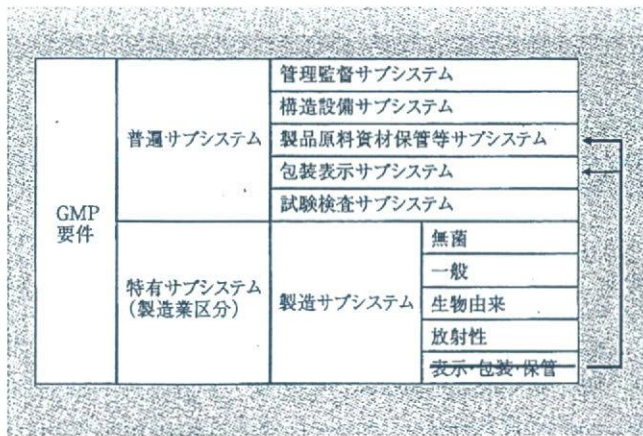 管理監督サブシステム
構造設備サブシステム
普遍サブシステム
製品原料資材保管等サブシステム
包装表示サブシステム
試験検査サブシステム
GMP
要件
無菌
一般
特有サブシステム
(製造業区分)
製造サブシステム
生物由来
放射性
表示・包装・保管